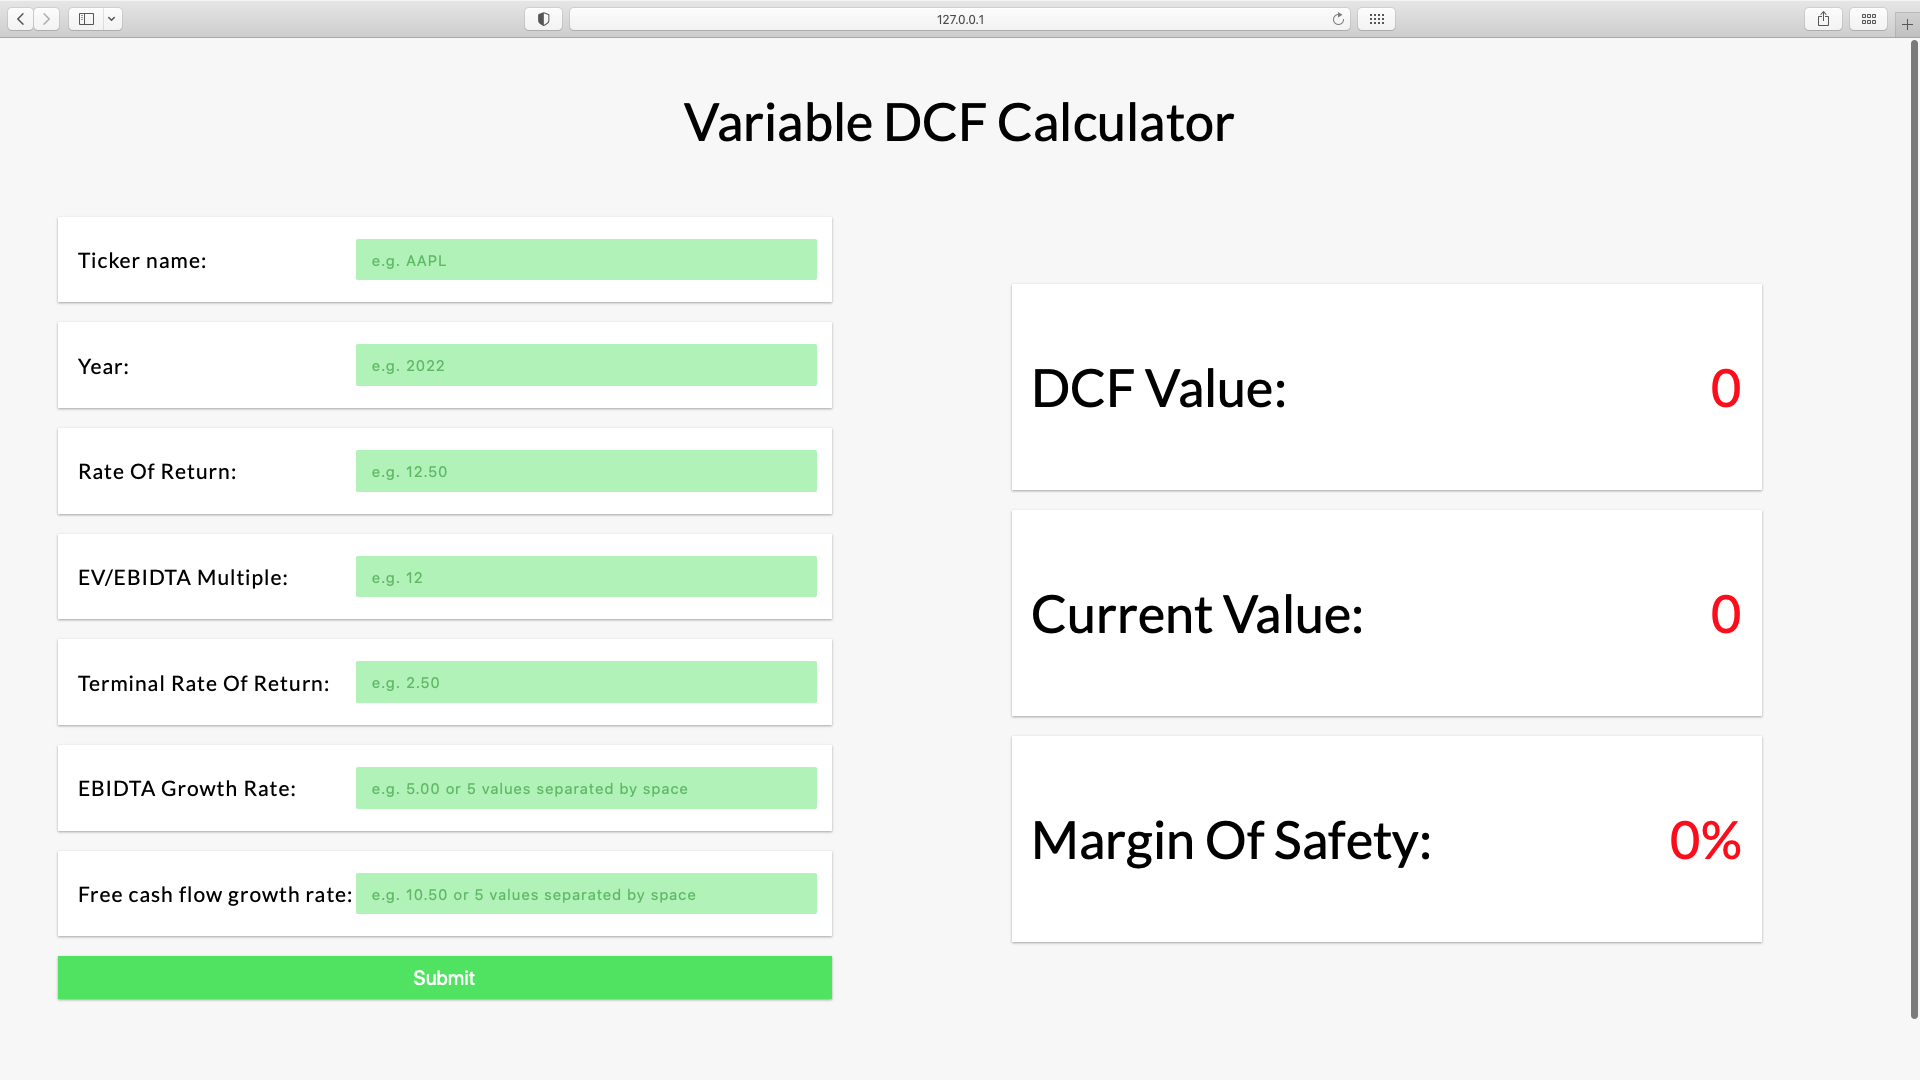 127.0.0.1
Variable DCF Calculator
Ticker name:
e.g. AAPL
Year:
e.g. 2022
Rate Of Return:
e.g. 12.50
EV/EBIDTA Multiple:
e.g. 12
Terminal Rate Of Return:
e.g. 2.50
EBIDTA Growth Rate:
e.g. 5.00 or 5 values separated by space
Free cash flow growth rate:
e.g. 10.50 or 5 values separated by space
Submit
DCF Value:
0
Current Value:
0
Margin Of Safety:
0%